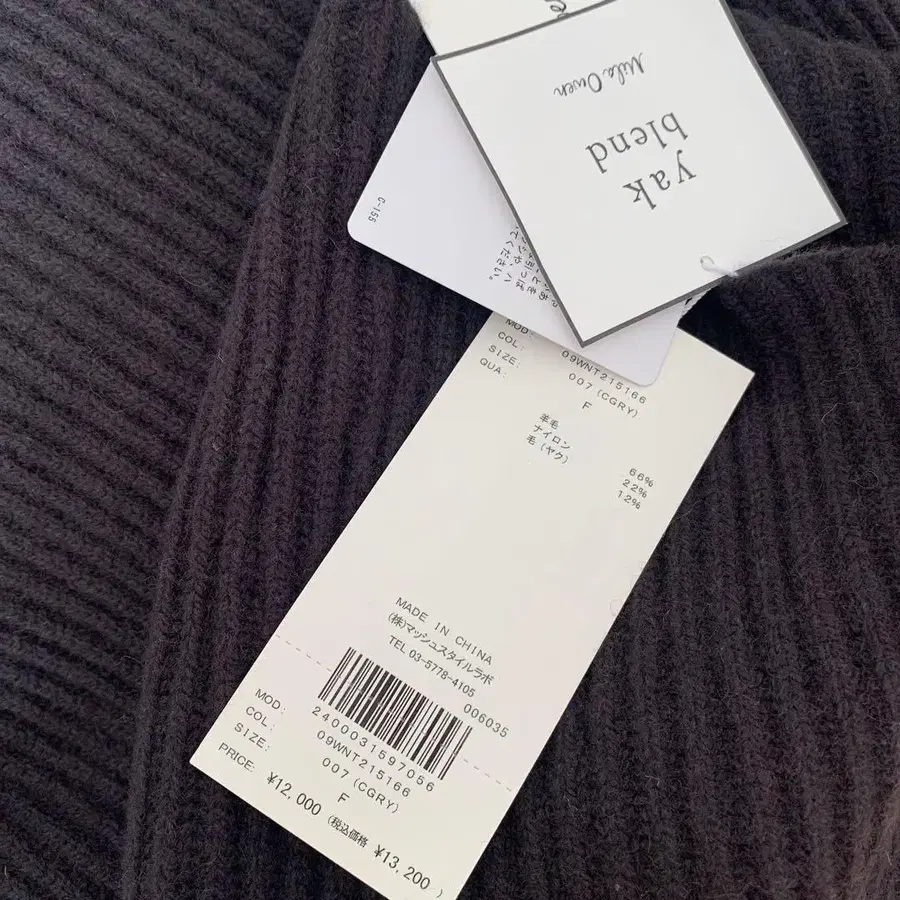 Mila Owen
yak
blend
C-155
MOD:
09WNT215166
COL:
007 (CGRY)
SIZE:
F
QUA:
羊毛 66%
ナイロン 22%
毛(ヤク) 12%
MADE IN CHINA
(株)マッシュスタイルラボ
TEL 03-5778-4105
006035
2400031597056
MOD: 09WNT215166
COL: 007 (CGRY)
SIZE: F
PRICE: ¥12,000 (税込価格 ¥13,200)